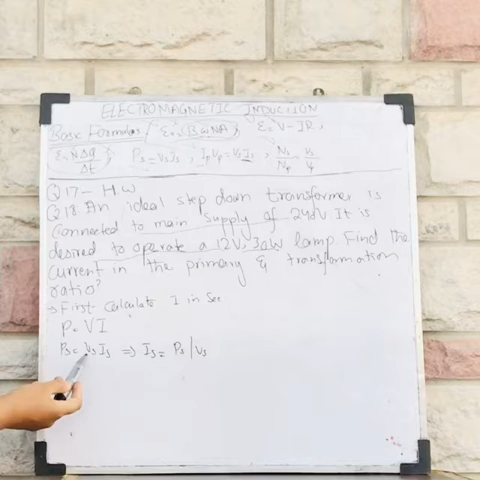 ELECTROMAGNETIC INDUCTION
Basic Formulas ε=BωNA, ε=V-IR,
ε=NΔφ/Δt, Ps=VsIs, IpVp=VsIs, Ns/Np=Vs/Vp
Q17- HW
Q18. An ideal step down transformer is
connected to main supply of 240V It is
desired to operate a 12V, 30W lamp. Find the
current in the primary & transformation
ratio?
→ First Calculate I in Sec
P=VI
Ps=VsIs ⇒ Is= Ps/Vs